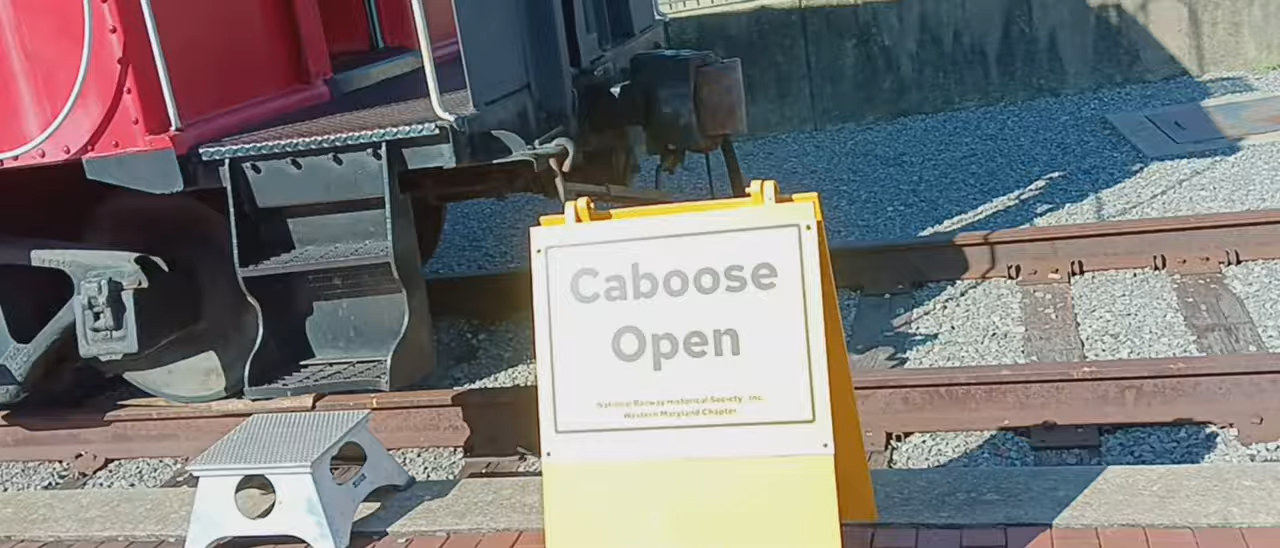 Caboose
Open
National Railway Historical Society, Inc.
Western Maryland Chapter